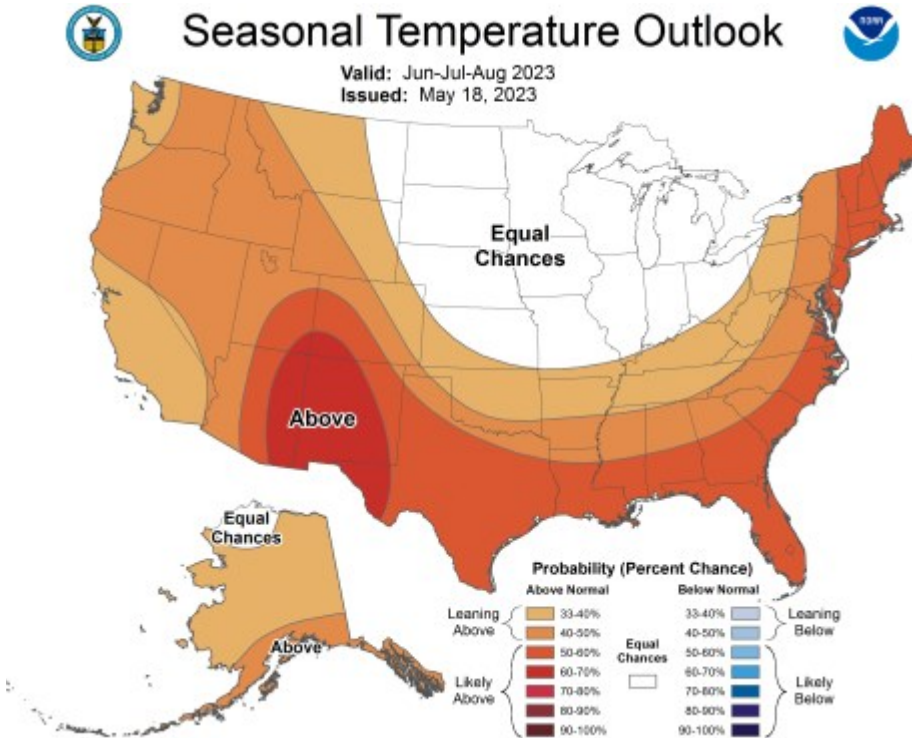 Seasonal Temperature Outlook
NOAA
Valid: Jun-Jul-Aug 2023
Issued: May 18, 2023
Equal
Chances
Above
Equal
Chances
Above
Probability (Percent Chance)
Above Normal
Below Normal
Leaning
Above
33-40%
40-50%
Likely
Above
50-60%
60-70%
70-80%
80-90%
90-100%
Equal
Chances
33-40%
40-50%
Leaning
Below
50-60%
60-70%
70-80%
80-90%
90-100%
Likely
Below